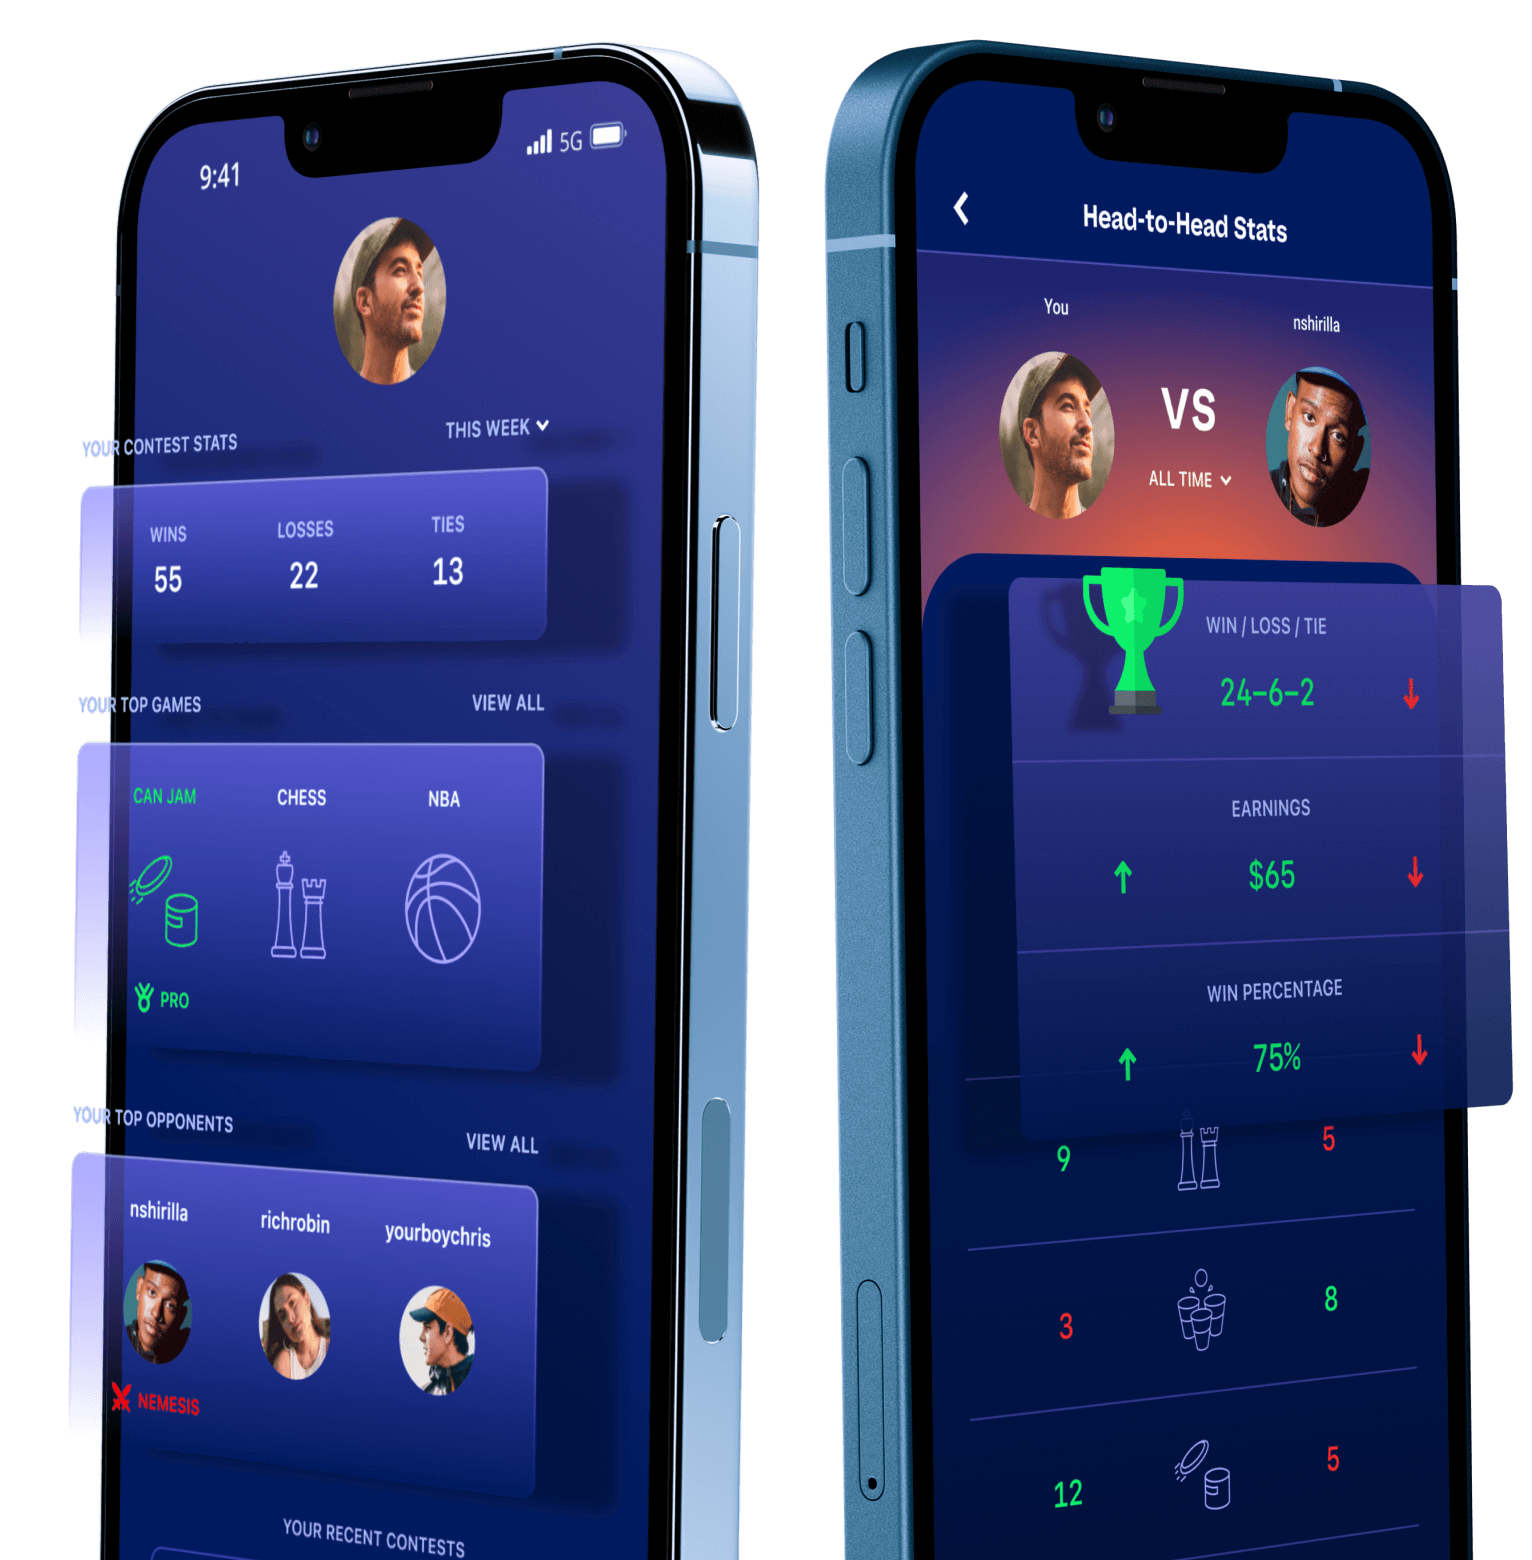 9:41
5G
YOUR CONTEST STATS
THIS WEEK
WINS LOSSES TIES
55 22 13
YOUR TOP GAMES
VIEW ALL
CAN JAM CHESS NBA
PRO
YOUR TOP OPPONENTS
VIEW ALL
nshirilla richrobin yourboychris
NEMESIS
YOUR RECENT CONTESTS
Head-to-Head Stats
You
nshirilla
VS
ALL TIME
WIN / LOSS / TIE
24–6–2
EARNINGS
$65
WIN PERCENTAGE
75%
9 5
3 8
12 5